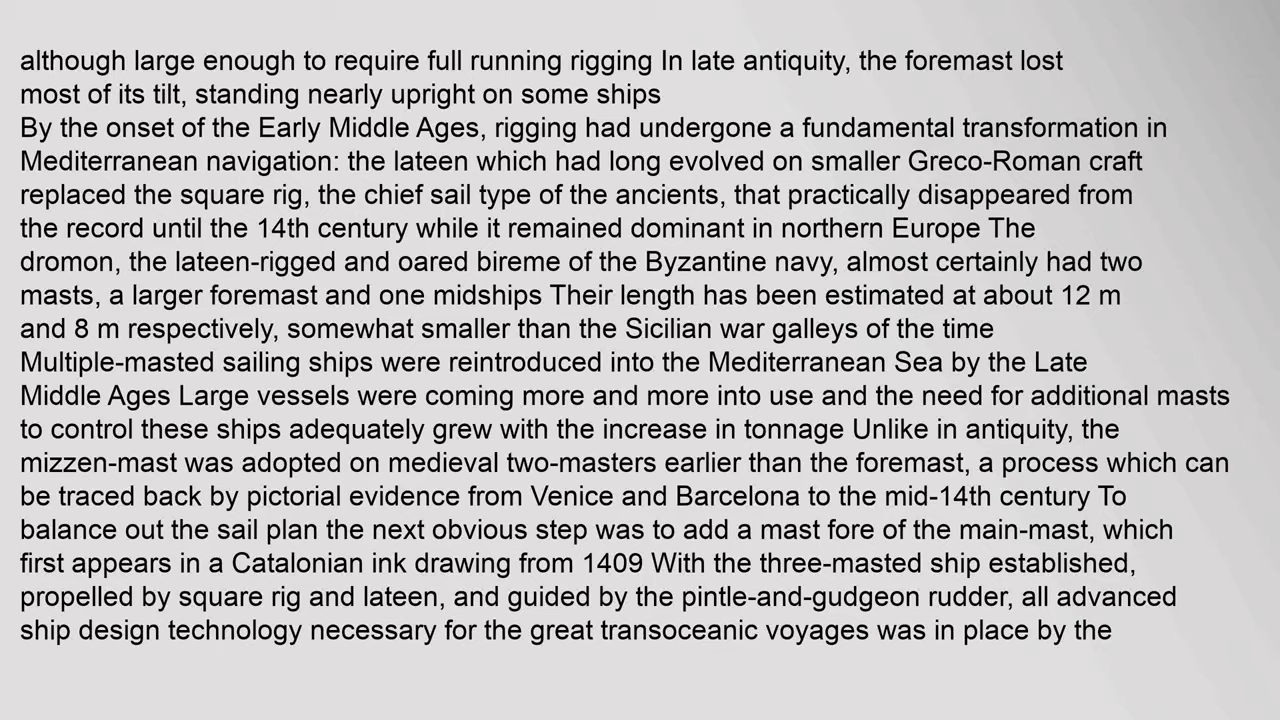 although large enough to require full running rigging In late antiquity, the foremast lost
most of its tilt, standing nearly upright on some ships
By the onset of the Early Middle Ages, rigging had undergone a fundamental transformation in
Mediterranean navigation: the lateen which had long evolved on smaller Greco-Roman craft
replaced the square rig, the chief sail type of the ancients, that practically disappeared from
the record until the 14th century while it remained dominant in northern Europe The
dromon, the lateen-rigged and oared bireme of the Byzantine navy, almost certainly had two
masts, a larger foremast and one midships Their length has been estimated at about 12 m
and 8 m respectively, somewhat smaller than the Sicilian war galleys of the time
Multiple-masted sailing ships were reintroduced into the Mediterranean Sea by the Late
Middle Ages Large vessels were coming more and more into use and the need for additional masts
to control these ships adequately grew with the increase in tonnage Unlike in antiquity, the
mizzen-mast was adopted on medieval two-masters earlier than the foremast, a process which can
be traced back by pictorial evidence from Venice and Barcelona to the mid-14th century To
balance out the sail plan the next obvious step was to add a mast fore of the main-mast, which
first appears in a Catalonian ink drawing from 1409 With the three-masted ship established,
propelled by square rig and lateen, and guided by the pintle-and-gudgeon rudder, all advanced
ship design technology necessary for the great transoceanic voyages was in place by the